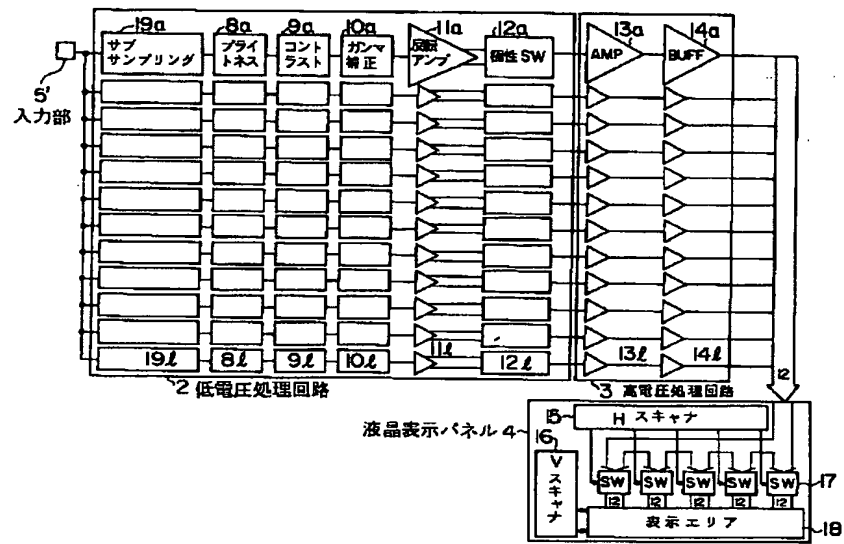 19a 8a 9a 10a 11a 12a 13a 14a
サブ
サンプリング
ブライ
トネス
コント
ラスト
ガンマ
補正
反転
アンプ
極性SW
AMP
BUFF
5'
入力部
19ℓ 8ℓ 9ℓ 10ℓ 11ℓ 12ℓ 13ℓ 14ℓ
2 低電圧処理回路
3 高電圧処理回路
12
液晶表示パネル4
15
Hスキャナ
16
Vスキャナ
SW SW SW SW SW
17
12 12 12 12 12
表示エリア
18